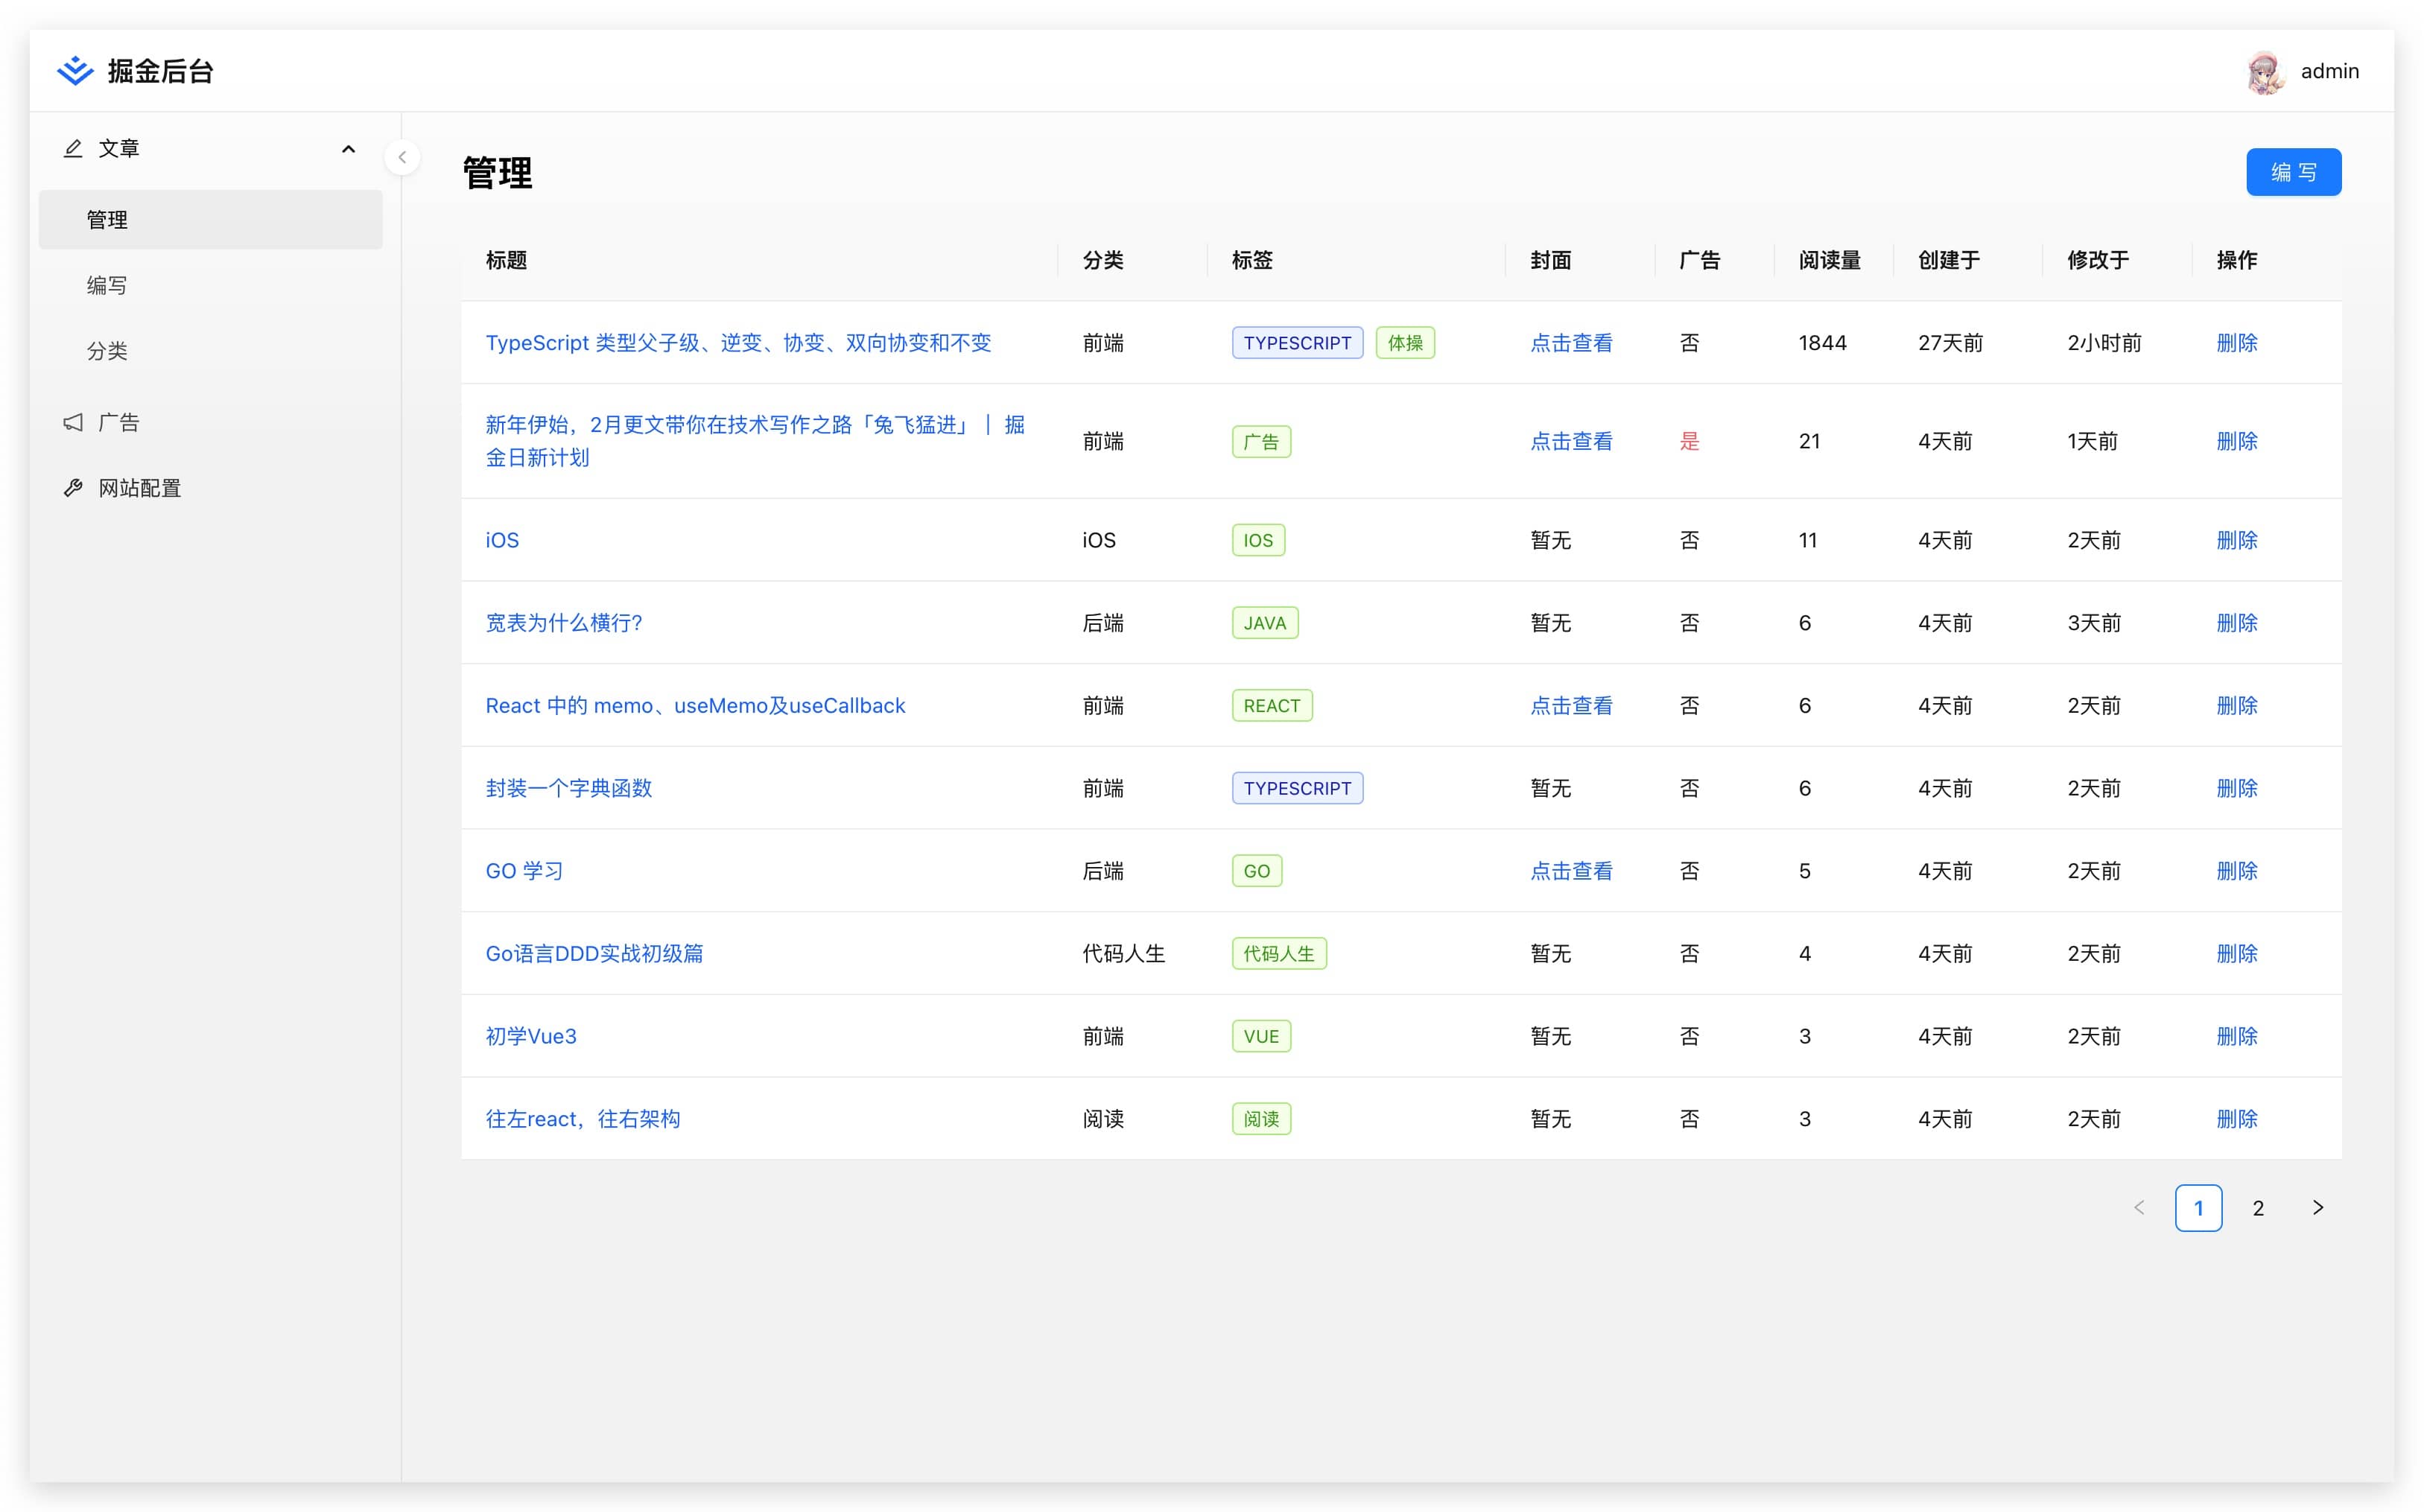 掘金后台
admin
文章
管理
编写
分类
广告
网站配置
管理
编 写
标题 分类 标签 封面 广告 阅读量 创建于 修改于 操作
TypeScript 类型父子级、逆变、协变、双向协变和不变 前端 TYPESCRIPT 体操 点击查看 否 1844 27天前 2小时前 删除
新年伊始，2月更文带你在技术写作之路「兔飞猛进」｜ 掘
金日新计划 前端 广告 点击查看 是 21 4天前 1天前 删除
iOS iOS IOS 暂无 否 11 4天前 2天前 删除
宽表为什么横行? 后端 JAVA 暂无 否 6 4天前 3天前 删除
React 中的 memo、useMemo及useCallback 前端 REACT 点击查看 否 6 4天前 2天前 删除
封装一个字典函数 前端 TYPESCRIPT 暂无 否 6 4天前 2天前 删除
GO 学习 后端 GO 点击查看 否 5 4天前 2天前 删除
Go语言DDD实战初级篇 代码人生 代码人生 暂无 否 4 4天前 2天前 删除
初学Vue3 前端 VUE 暂无 否 3 4天前 2天前 删除
往左react，往右架构 阅读 阅读 暂无 否 3 4天前 2天前 删除
1 2